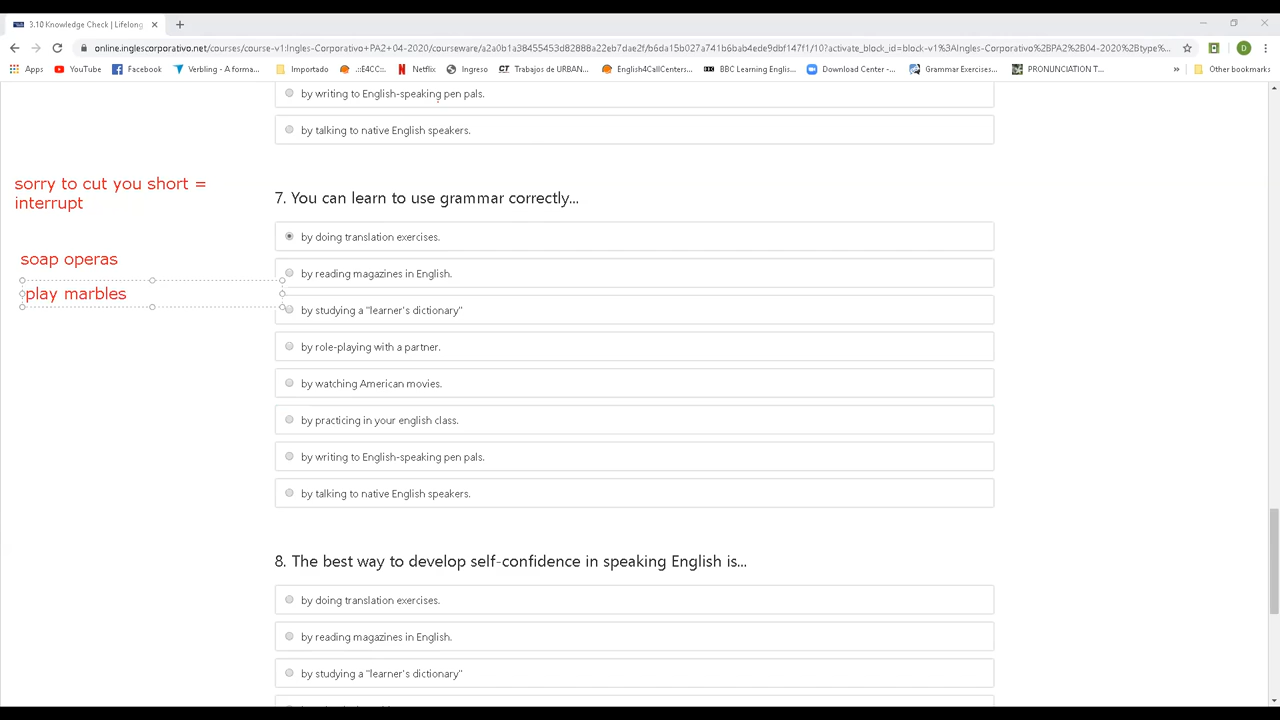 3.10 Knowledge Check | Lifelong
online.inglescorporativo.net/courses/course-v1:Ingles-Corporativo+PA2+04-2020/courseware/a2a0b1a38455453d82888a22eb7dae2f/b6da15b027a741b6bab4edd9dbf147f1/10?activate_block_id=block-v1%3AIngles-Corporativo%2BPA2%2B04-2020%2Btype...
D
Apps YouTube Facebook Verbling - A forma... Importado .::E4CC:. Netflix Ingreso Trabajos de URBAN... English4CallCenters... BBC Learning Englis... Download Center -... Grammar Exercises... PRONUNCIATION T... » Other bookmarks
by writing to English-speaking pen pals.
by talking to native English speakers.
sorry to cut you short =
interrupt
soap operas
play marbles
7. You can learn to use grammar correctly...
by doing translation exercises.
by reading magazines in English.
by studying a "learner's dictionary"
by role-playing with a partner.
by watching American movies.
by practicing in your english class.
by writing to English-speaking pen pals.
by talking to native English speakers.
8. The best way to develop self-confidence in speaking English is...
by doing translation exercises.
by reading magazines in English.
by studying a "learner's dictionary"